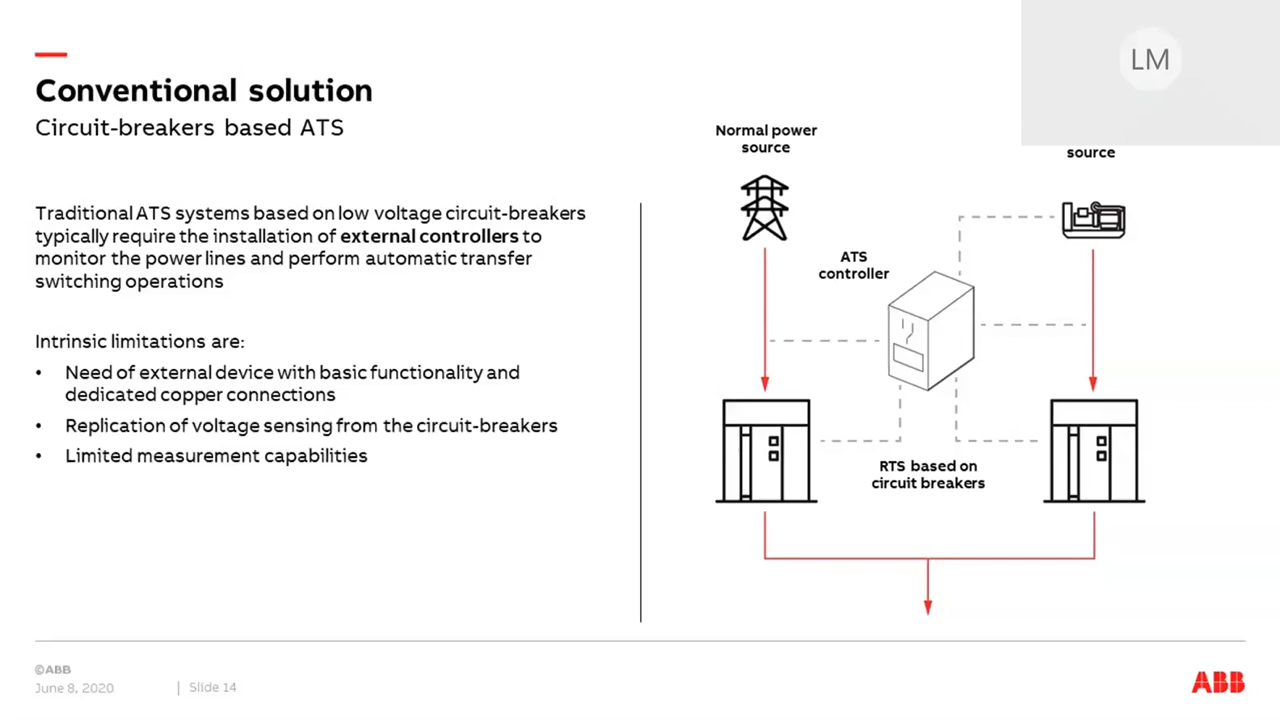 LM
Conventional solution
Circuit-breakers based ATS
Traditional ATS systems based on low voltage circuit-breakers
typically require the installation of external controllers to
monitor the power lines and perform automatic transfer
switching operations
Intrinsic limitations are:
• Need of external device with basic functionality and
dedicated copper connections
• Replication of voltage sensing from the circuit-breakers
• Limited measurement capabilities
Normal power
source
source
ATS
controller
RTS based on
circuit breakers
©ABB
June 8, 2020 | Slide 14
ABB